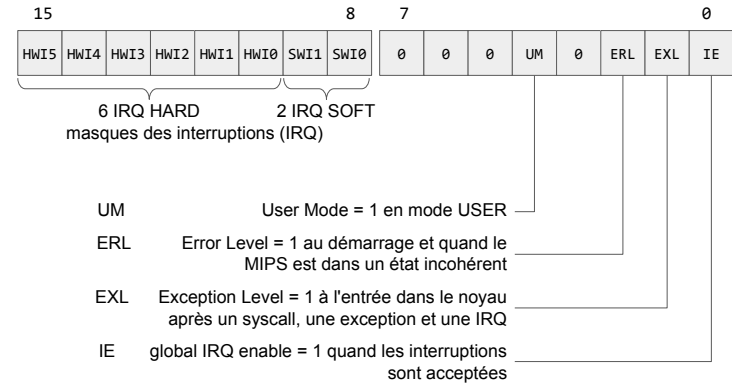 15 8 7 0
HWI5 HWI4 HWI3 HWI2 HWI1 HWI0 SWI1 SWI0 0 0 0 UM 0 ERL EXL IE
6 IRQ HARD 2 IRQ SOFT
masques des interruptions (IRQ)
UM User Mode = 1 en mode USER
ERL Error Level = 1 au démarrage et quand le
MIPS est dans un état incohérent
EXL Exception Level = 1 à l'entrée dans le noyau
après un syscall, une exception et une IRQ
IE global IRQ enable = 1 quand les interruptions
sont acceptées